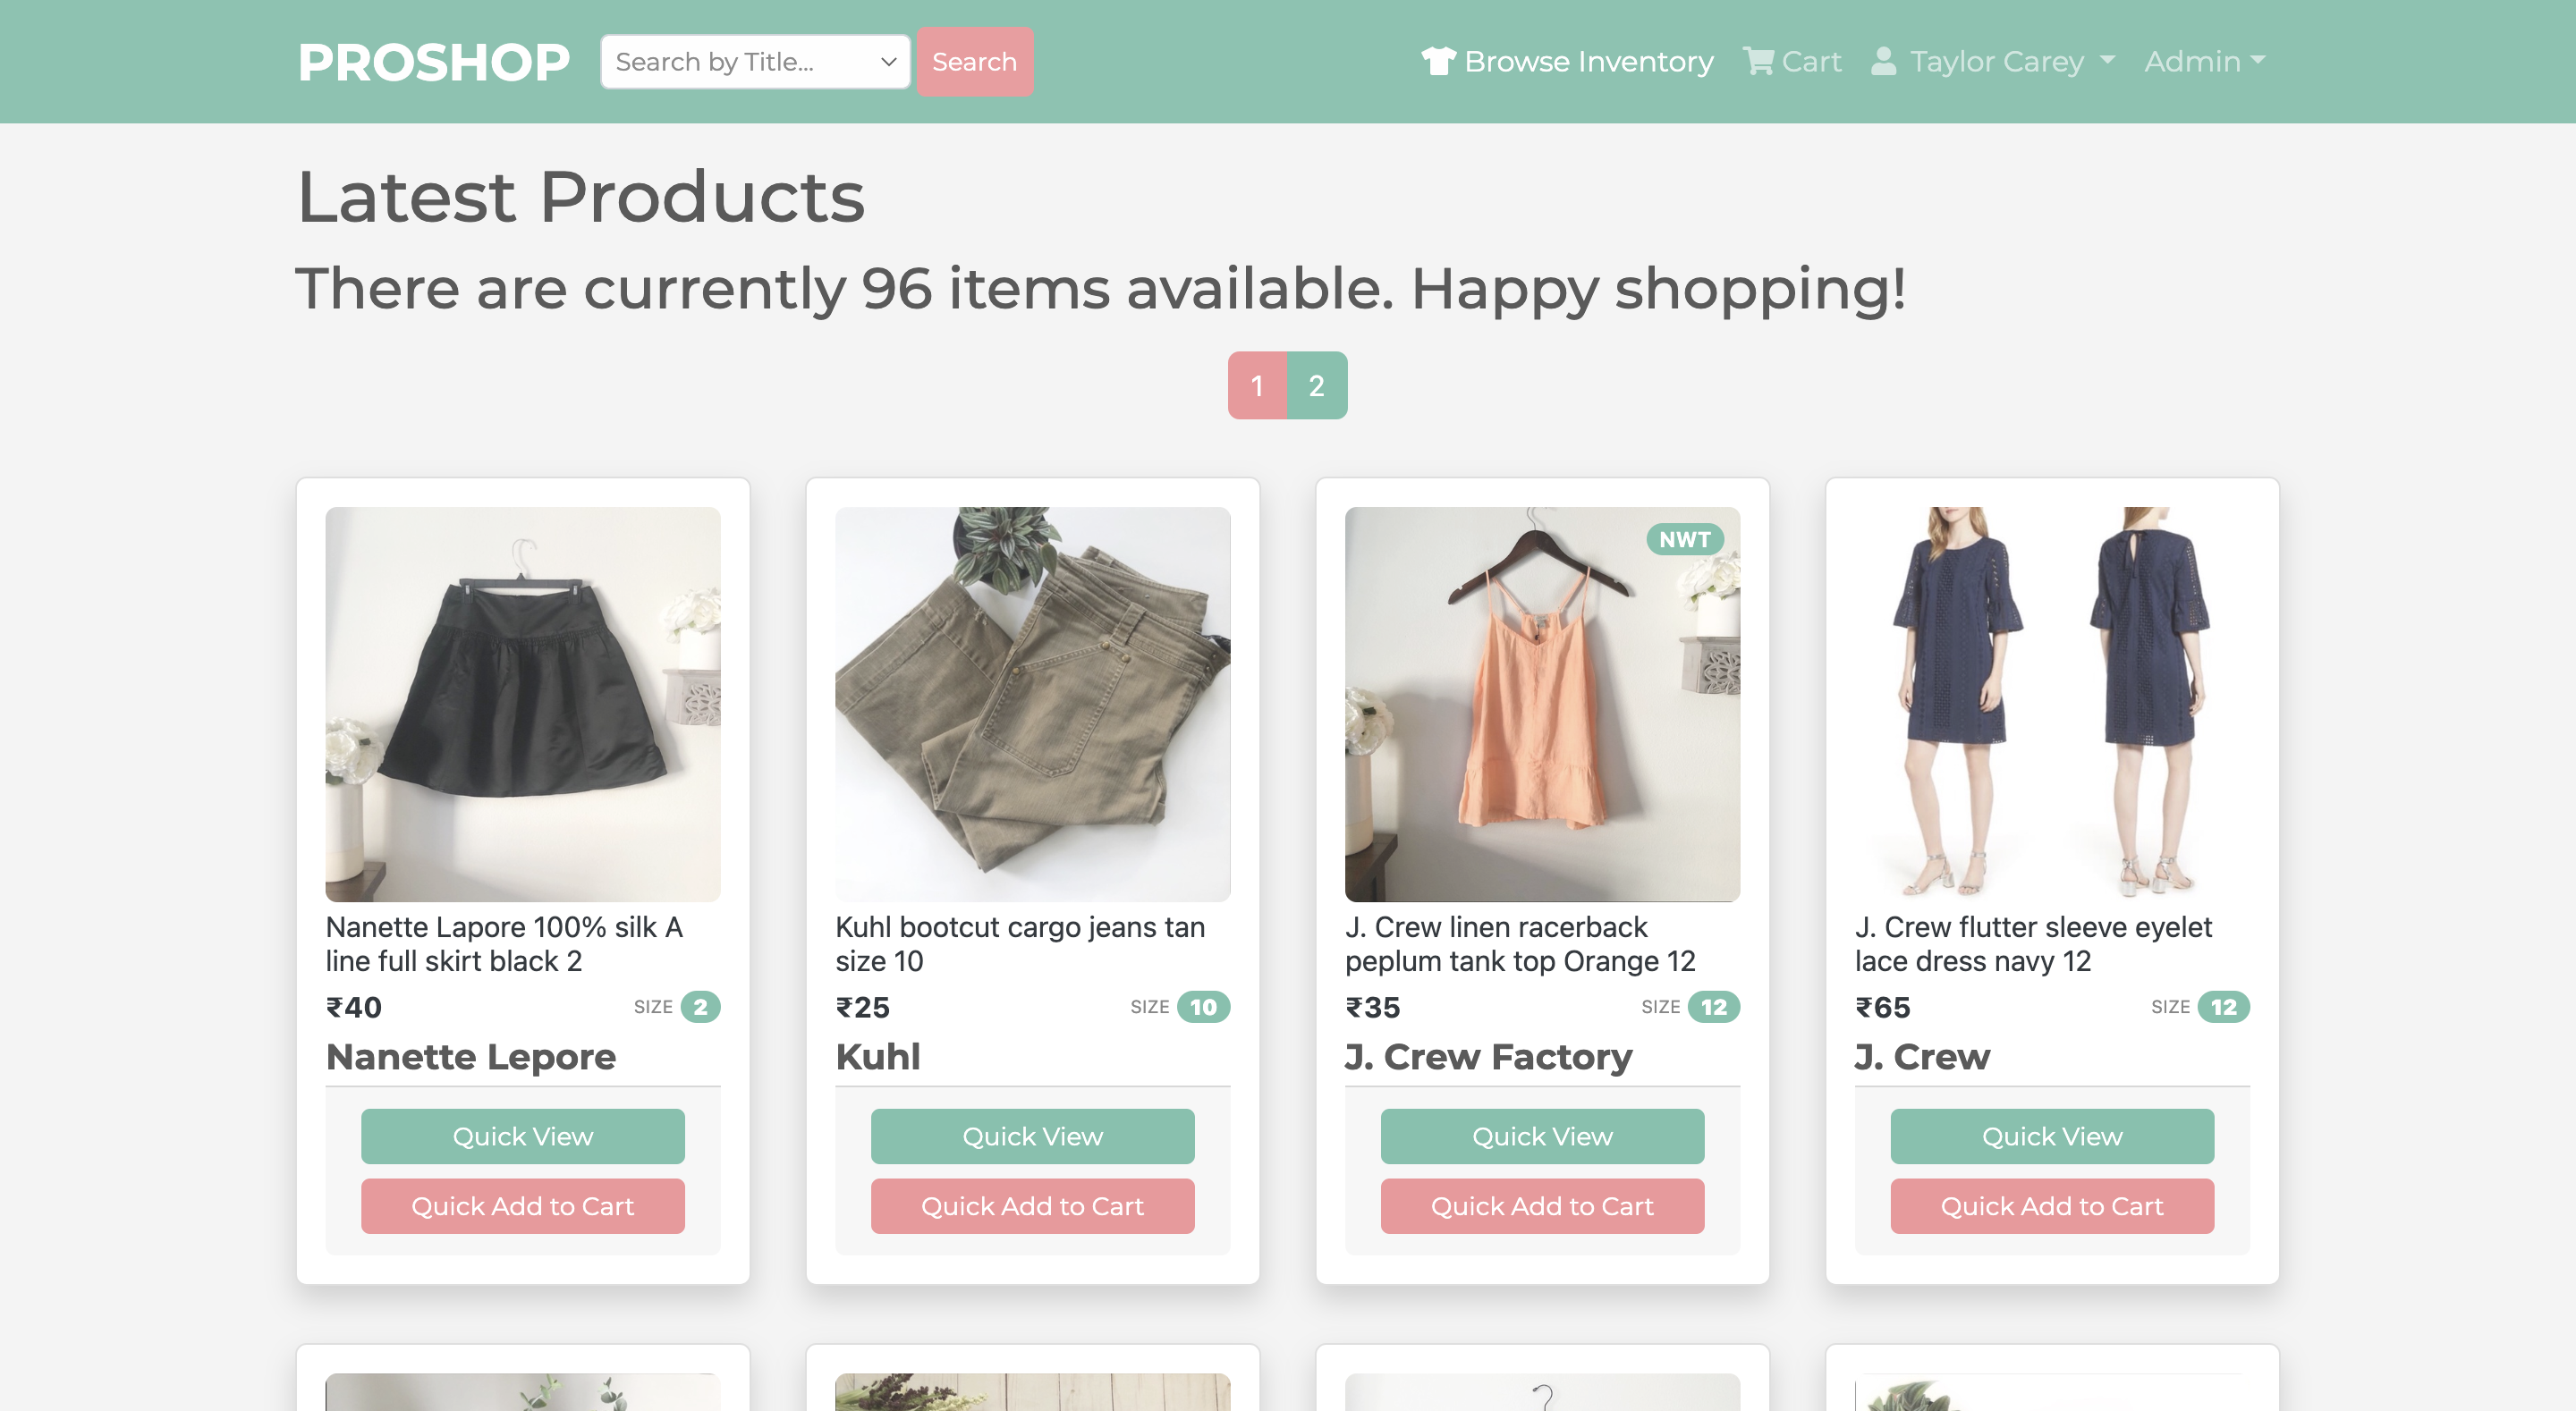 PROSHOP
Search by Title...
Search
Browse Inventory
Cart
Taylor Carey
Admin
Latest Products
There are currently 96 items available. Happy shopping!
1 2
Nanette Lapore 100% silk A
line full skirt black 2
₹40
SIZE 2
Nanette Lepore
Quick View
Quick Add to Cart
Kuhl bootcut cargo jeans tan
size 10
₹25
SIZE 10
Kuhl
Quick View
Quick Add to Cart
NWT
J. Crew linen racerback
peplum tank top Orange 12
₹35
SIZE 12
J. Crew Factory
Quick View
Quick Add to Cart
J. Crew flutter sleeve eyelet
lace dress navy 12
₹65
SIZE 12
J. Crew
Quick View
Quick Add to Cart